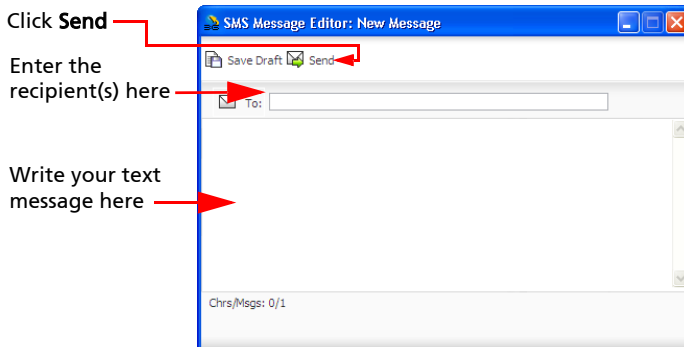 Click Send
SMS Message Editor: New Message
Save Draft Send
Enter the
recipient(s) here
To:
Write your text
message here
Chrs/Msgs: 0/1